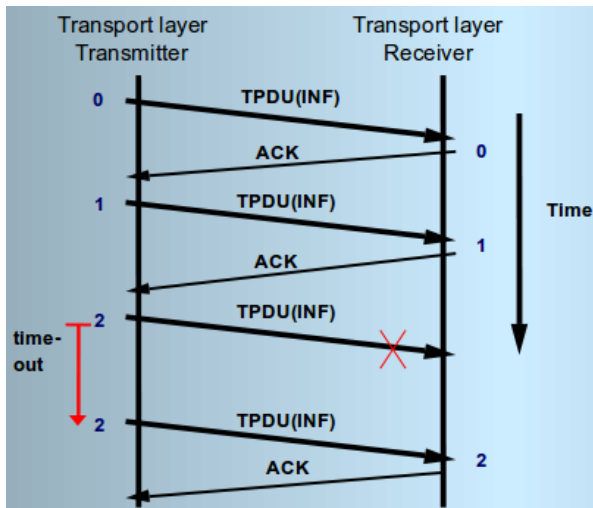 Transport layer Transport layer
Transmitter Receiver
0 TPDU(INF)
ACK 0
1 TPDU(INF)
Time
ACK 1
2 TPDU(INF)
time-
out
2 TPDU(INF)
ACK 2